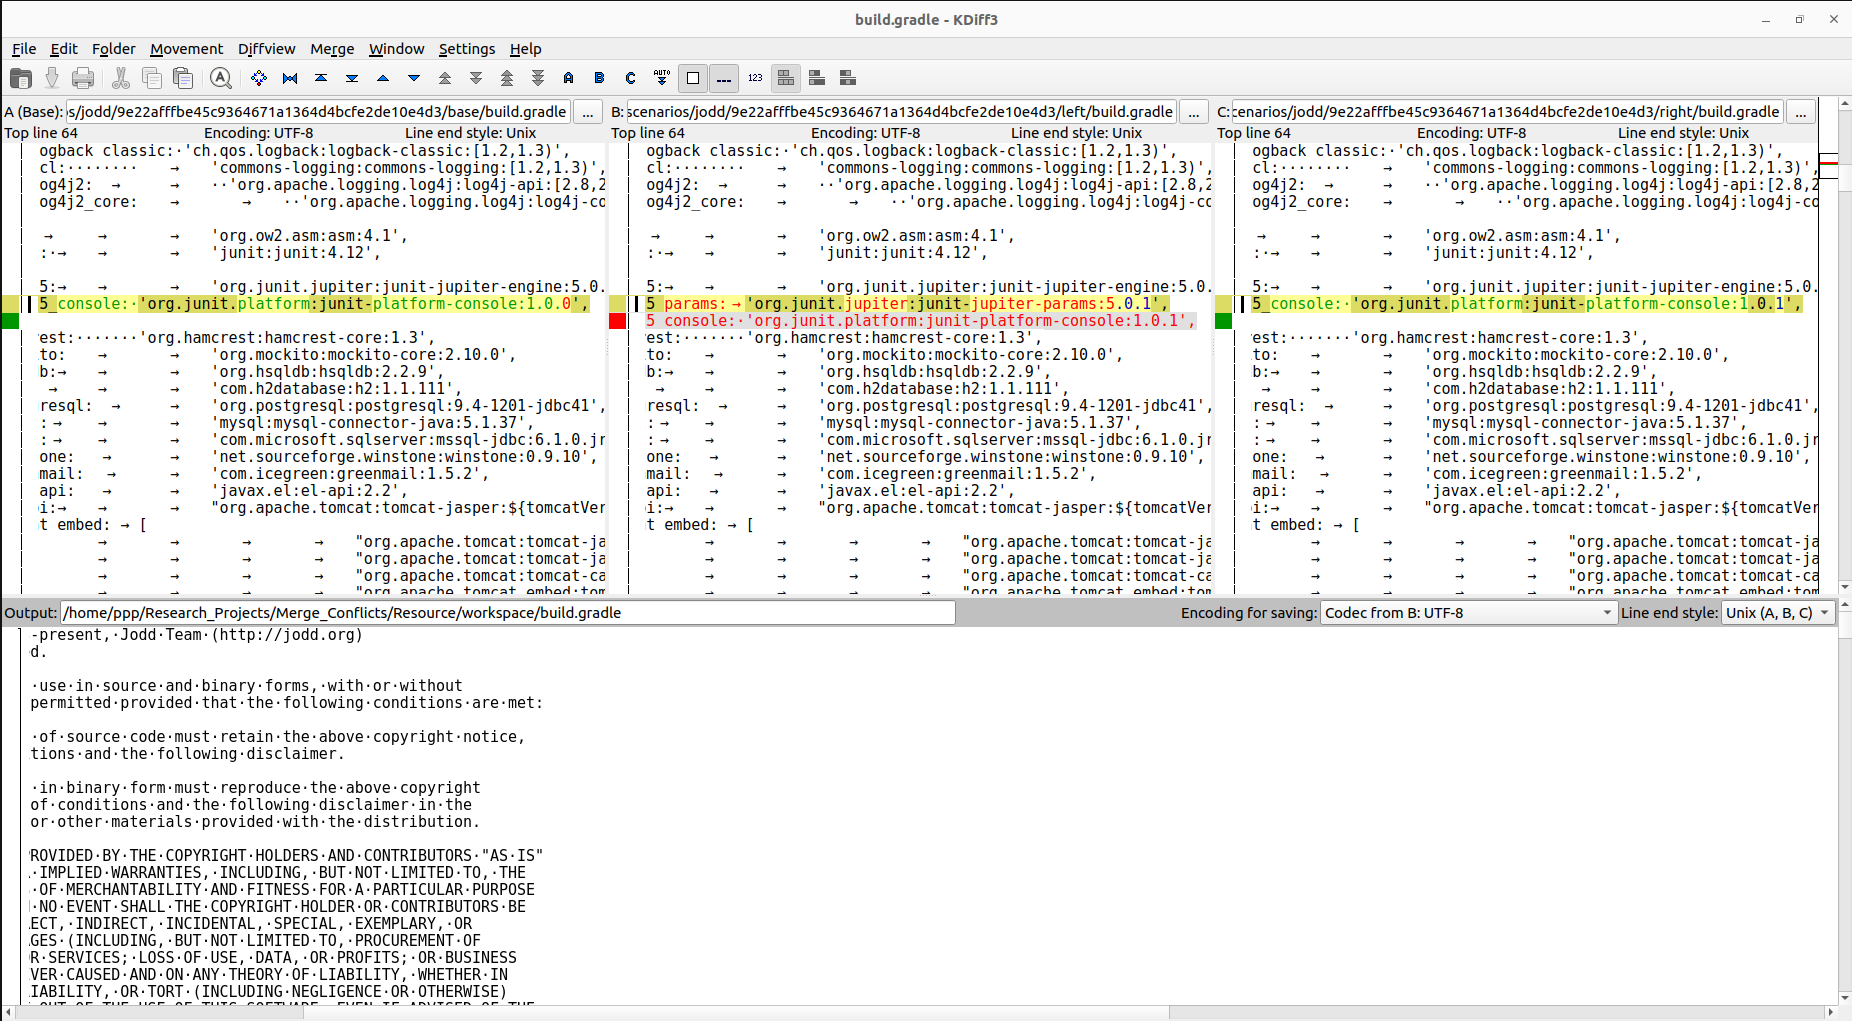 build.gradle - KDiff3
File Edit Folder Movement Diffview Merge Window Settings Help
A B C AUTO 123
A (Base): s/jodd/9e22afffbe45c9364671a1364d4bcfe2de10e4d3/base/build.gradle ...
Top line 64 Encoding: UTF-8 Line end style: Unix
ogback classic:·'ch.qos.logback:logback-classic:[1.2,1.3)',
cl:········ → 'commons-logging:commons-logging:[1.2,1.3)',
og4j2: → ··'org.apache.logging.log4j:log4j-api:[2.8,2
og4j2_core: → → ··'org.apache.logging.log4j:log4j-co
→ → → 'org.ow2.asm:asm:4.1',
:·→ → → 'junit:junit:4.12',
5:→ → → 'org.junit.jupiter:junit-jupiter-engine:5.0.
5_console:·'org.junit.platform:junit-platform-console:1.0.0',
est:·······'org.hamcrest:hamcrest-core:1.3',
to: → → 'org.mockito:mockito-core:2.10.0',
b:→ → → 'org.hsqldb:hsqldb:2.2.9',
→ → → 'com.h2database:h2:1.1.111',
resql: → → 'org.postgresql:postgresql:9.4-1201-jdbc41',
:→ → → 'mysql:mysql-connector-java:5.1.37',
:→ → → 'com.microsoft.sqlserver:mssql-jdbc:6.1.0.jr
one: → → 'net.sourceforge.winstone:winstone:0.9.10',
mail: → → 'com.icegreen:greenmail:1.5.2',
api: → → 'javax.el:el-api:2.2',
i:→ → → "org.apache.tomcat:tomcat-jasper:${tomcatVer
t embed: → [
→ → → → "org.apache.tomcat:tomcat-ja
→ → → → "org.apache.tomcat:tomcat-ja
→ → → → "org.apache.tomcat:tomcat-ca
→ → → → "org.apache.tomcat.embed:tom
B: scenarios/jodd/9e22afffbe45c9364671a1364d4bcfe2de10e4d3/left/build.gradle ...
Top line 64 Encoding: UTF-8 Line end style: Unix
ogback classic:·'ch.qos.logback:logback-classic:[1.2,1.3)',
cl:········ → 'commons-logging:commons-logging:[1.2,1.3)',
og4j2: → ··'org.apache.logging.log4j:log4j-api:[2.8,2
og4j2_core: → → ··'org.apache.logging.log4j:log4j-co
→ → → 'org.ow2.asm:asm:4.1',
:·→ → → 'junit:junit:4.12',
5:→ → → 'org.junit.jupiter:junit-jupiter-engine:5.0.
5 params: →'org.junit.jupiter:junit-jupiter-params:5.0.1',
5 console:·'org.junit.platform:junit-platform-console:1.0.1',
est:·······'org.hamcrest:hamcrest-core:1.3',
to: → → 'org.mockito:mockito-core:2.10.0',
b:→ → → 'org.hsqldb:hsqldb:2.2.9',
→ → → 'com.h2database:h2:1.1.111',
resql: → → 'org.postgresql:postgresql:9.4-1201-jdbc41',
:→ → → 'mysql:mysql-connector-java:5.1.37',
:→ → → 'com.microsoft.sqlserver:mssql-jdbc:6.1.0.jr
one: → → 'net.sourceforge.winstone:winstone:0.9.10',
mail: → → 'com.icegreen:greenmail:1.5.2',
api: → → 'javax.el:el-api:2.2',
i:→ → → "org.apache.tomcat:tomcat-jasper:${tomcatVer
t embed: → [
→ → → → "org.apache.tomcat:tomcat-ja
→ → → → "org.apache.tomcat:tomcat-ja
→ → → → "org.apache.tomcat:tomcat-ca
→ → → → "org.apache.tomcat.embed:tom
C: cenarios/jodd/9e22afffbe45c9364671a1364d4bcfe2de10e4d3/right/build.gradle ...
Top line 64 Encoding: UTF-8 Line end style: Unix
ogback classic:·'ch.qos.logback:logback-classic:[1.2,1.3)',
cl:········ → 'commons-logging:commons-logging:[1.2,1.3)',
og4j2: → ··'org.apache.logging.log4j:log4j-api:[2.8,2
og4j2_core: → → ··'org.apache.logging.log4j:log4j-co
→ → → 'org.ow2.asm:asm:4.1',
:·→ → → 'junit:junit:4.12',
5:→ → → 'org.junit.jupiter:junit-jupiter-engine:5.0.
5_console:·'org.junit.platform:junit-platform-console:1.0.1',
est:·······'org.hamcrest:hamcrest-core:1.3',
to: → → 'org.mockito:mockito-core:2.10.0',
b:→ → → 'org.hsqldb:hsqldb:2.2.9',
→ → → 'com.h2database:h2:1.1.111',
resql: → → 'org.postgresql:postgresql:9.4-1201-jdbc41',
:→ → → 'mysql:mysql-connector-java:5.1.37',
:→ → → 'com.microsoft.sqlserver:mssql-jdbc:6.1.0.jr
one: → → 'net.sourceforge.winstone:winstone:0.9.10',
mail: → → 'com.icegreen:greenmail:1.5.2',
api: → → 'javax.el:el-api:2.2',
i:→ → → "org.apache.tomcat:tomcat-jasper:${tomcatVer
t embed: → [
→ → → → "org.apache.tomcat:tomcat-ja
→ → → → "org.apache.tomcat:tomcat-ja
→ → → → "org.apache.tomcat:tomcat-ca
→ → → → "org.apache.tomcat.embed:tom
Output: /home/ppp/Research_Projects/Merge_Conflicts/Resource/workspace/build.gradle Encoding for saving: Codec from B: UTF-8 Line end style: Unix (A, B, C)
-present,·Jodd·Team·(http://jodd.org)
d.
·use·in·source·and·binary·forms,·with·or·without
permitted·provided·that·the·following·conditions·are·met:
·of·source·code·must·retain·the·above·copyright·notice,
tions·and·the·following·disclaimer.
·in·binary·form·must·reproduce·the·above·copyright
of·conditions·and·the·following·disclaimer·in·the
or·other·materials·provided·with·the·distribution.
ROVIDED·BY·THE·COPYRIGHT·HOLDERS·AND·CONTRIBUTORS·"AS·IS"
·IMPLIED·WARRANTIES,·INCLUDING,·BUT·NOT·LIMITED·TO,·THE
·OF·MERCHANTABILITY·AND·FITNESS·FOR·A·PARTICULAR·PURPOSE
·NO·EVENT·SHALL·THE·COPYRIGHT·HOLDER·OR·CONTRIBUTORS·BE
ECT,·INDIRECT,·INCIDENTAL,·SPECIAL,·EXEMPLARY,·OR
GES·(INCLUDING,·BUT·NOT·LIMITED·TO,·PROCUREMENT·OF
R·SERVICES;·LOSS·OF·USE,·DATA,·OR·PROFITS;·OR·BUSINESS
VER·CAUSED·AND·ON·ANY·THEORY·OF·LIABILITY,·WHETHER·IN
IABILITY,·OR·TORT·(INCLUDING·NEGLIGENCE·OR·OTHERWISE)
·OUT·OF·THE·USE·OF·THIS·SOFTWARE,·EVEN·IF·ADVISED·OF·THE